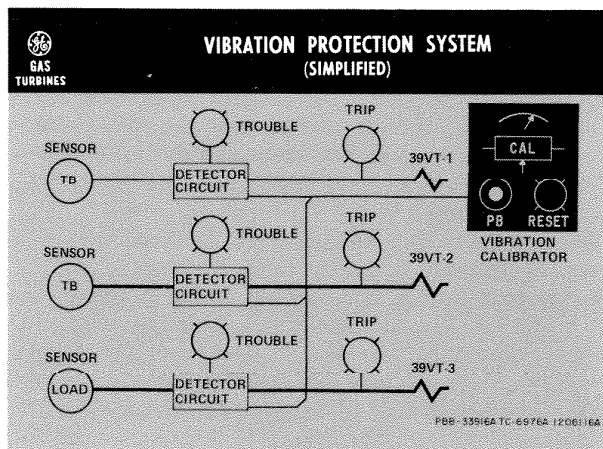 VIBRATION PROTECTION SYSTEM
(SIMPLIFIED)
GE
GAS
TURBINES
TROUBLE
TRIP
SENSOR
TB
DETECTOR
CIRCUIT
39VT-1
CAL
PB
RESET
VIBRATION
CALIBRATOR
TROUBLE
TRIP
SENSOR
TB
DETECTOR
CIRCUIT
39VT-2
TROUBLE
TRIP
SENSOR
LOAD
DETECTOR
CIRCUIT
39VT-3
PBB-33916A TC-6976A 1206116A